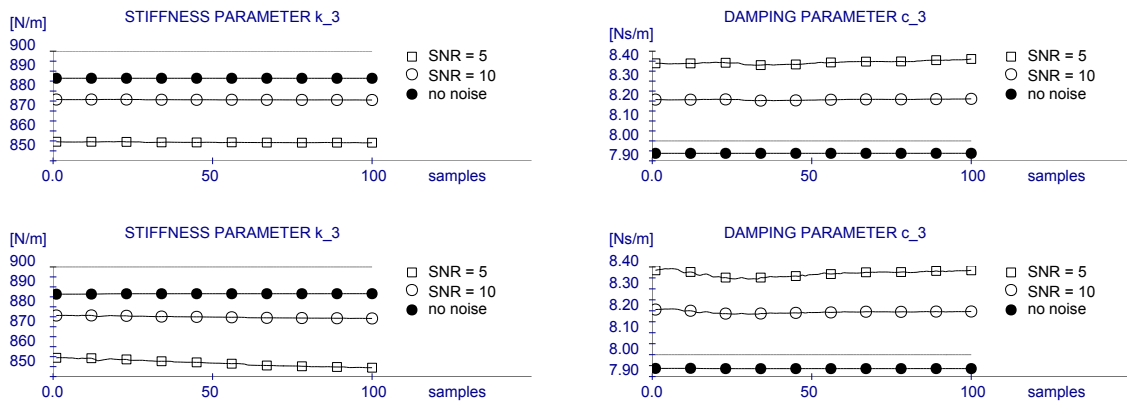 STIFFNESS PARAMETER k_3
[N/m]
900
890
880
870
860
850
0.0
50
100
samples
SNR = 5
SNR = 10
no noise
DAMPING PARAMETER c_3
[Ns/m]
8.40
8.30
8.20
8.10
8.00
7.90
0.0
50
100
samples
SNR = 5
SNR = 10
no noise
STIFFNESS PARAMETER k_3
[N/m]
900
890
880
870
860
850
0.0
50
100
samples
SNR = 5
SNR = 10
no noise
DAMPING PARAMETER c_3
[Ns/m]
8.40
8.30
8.20
8.10
8.00
7.90
0.0
50
100
samples
SNR = 5
SNR = 10
no noise